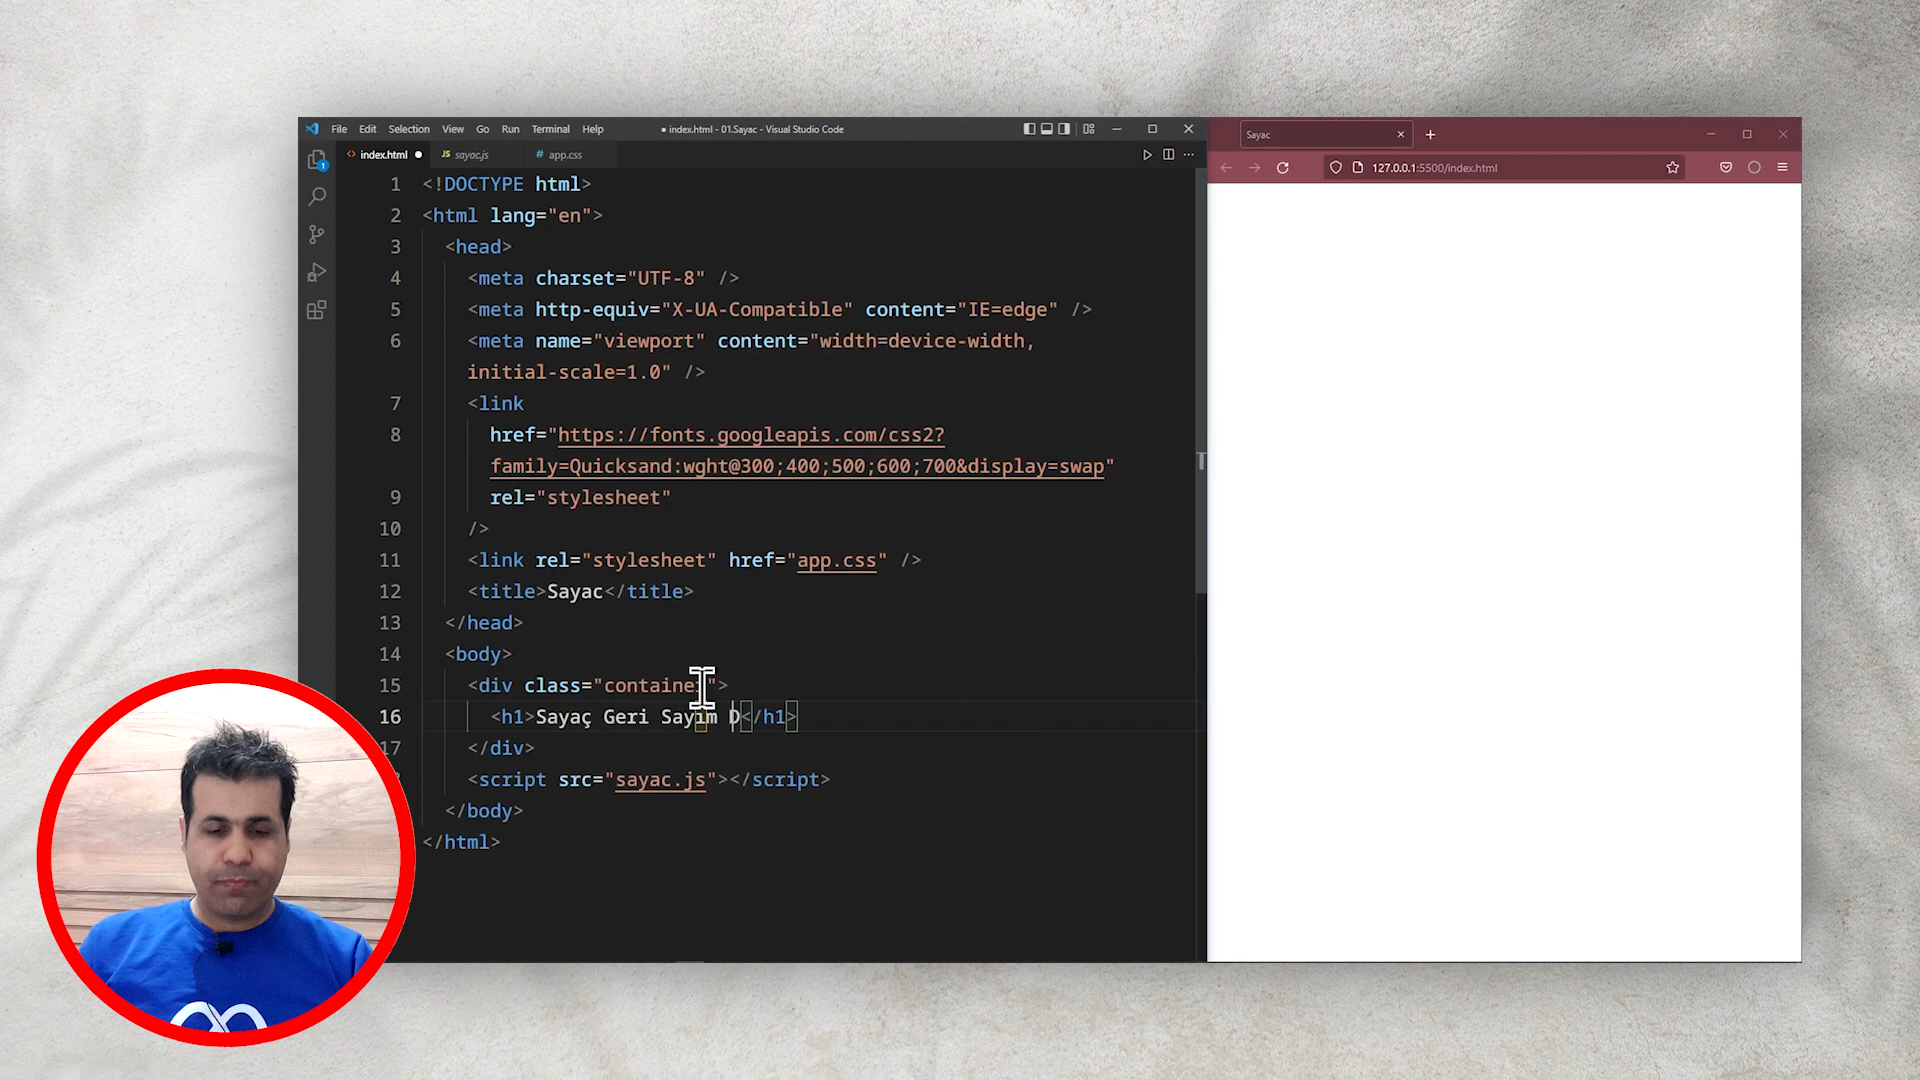 File Edit Selection View Go Run Terminal Help
● index.html - 01.Sayac - Visual Studio Code
index.html ● JS sayac.js # app.css
1 <!DOCTYPE html>
2 <html lang="en">
3 <head>
4 <meta charset="UTF-8" />
5 <meta http-equiv="X-UA-Compatible" content="IE=edge" />
6 <meta name="viewport" content="width=device-width,
initial-scale=1.0" />
7 <link
8 href="https://fonts.googleapis.com/css2?
family=Quicksand:wght@300;400;500;600;700&display=swap"
9 rel="stylesheet"
10 />
11 <link rel="stylesheet" href="app.css" />
12 <title>Sayac</title>
13 </head>
14 <body>
15 <div class="container">
16 <h1>Sayaç Geri Sayım D</h1>
17 </div>
<script src="sayac.js"></script>
</body>
</html>
1
Sayac
127.0.0.1:5500/index.html